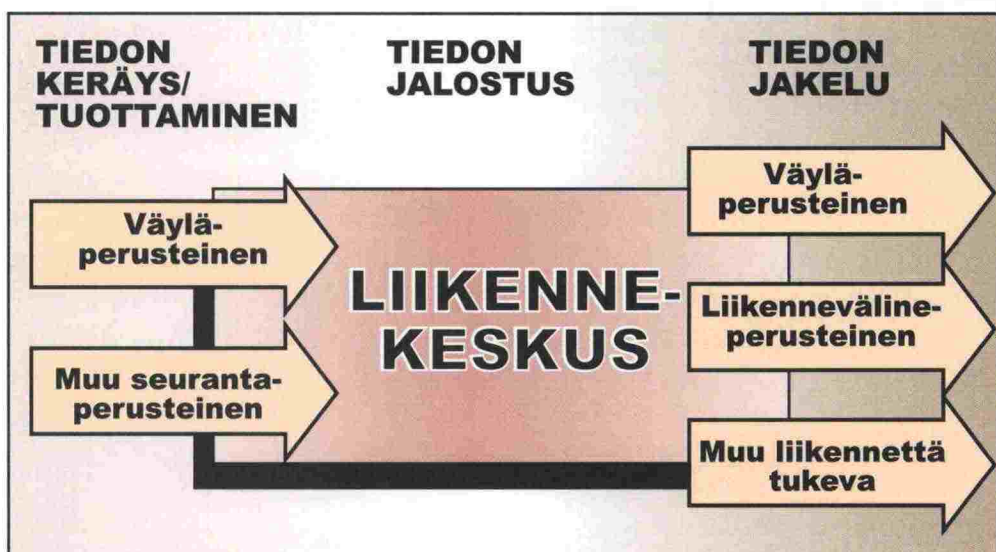 TIEDON
KERÄYS/
TUOTTAMINEN
TIEDON
JALOSTUS
TIEDON
JAKELU
Väylä-
perusteinen
Muu seuranta-
perusteinen
LIIKENNE-
KESKUS
Väylä-
perusteinen
Liikenneväline-
perusteinen
Muu liikennettä
tukeva